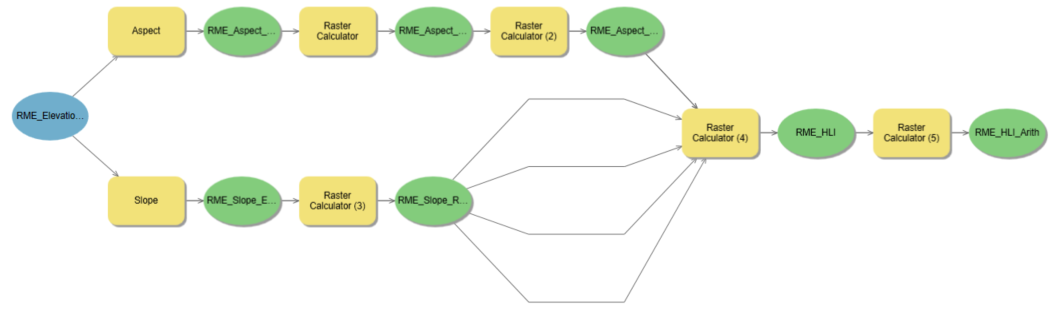 Aspect
RME_Aspect_...
Raster
Calculator
RME_Aspect_...
Raster
Calculator (2)
RME_Aspect_...
RME_Elevatio...
Raster
Calculator (4)
RME_HLI
Raster
Calculator (5)
RME_HLI_Arith
Slope
RME_Slope_E...
Raster
Calculator (3)
RME_Slope_R...